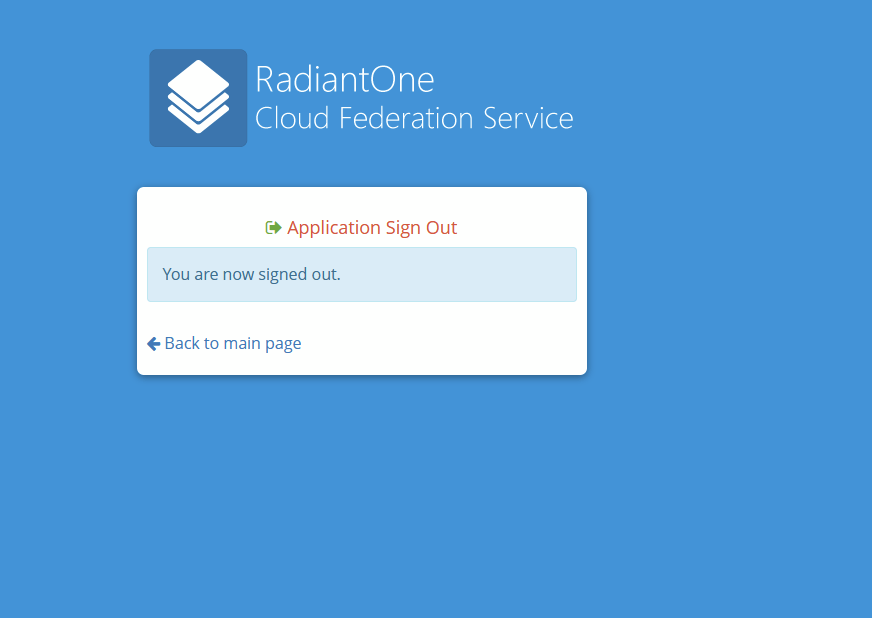 RadiantOne
Cloud Federation Service
Application Sign Out
You are now signed out.
Back to main page